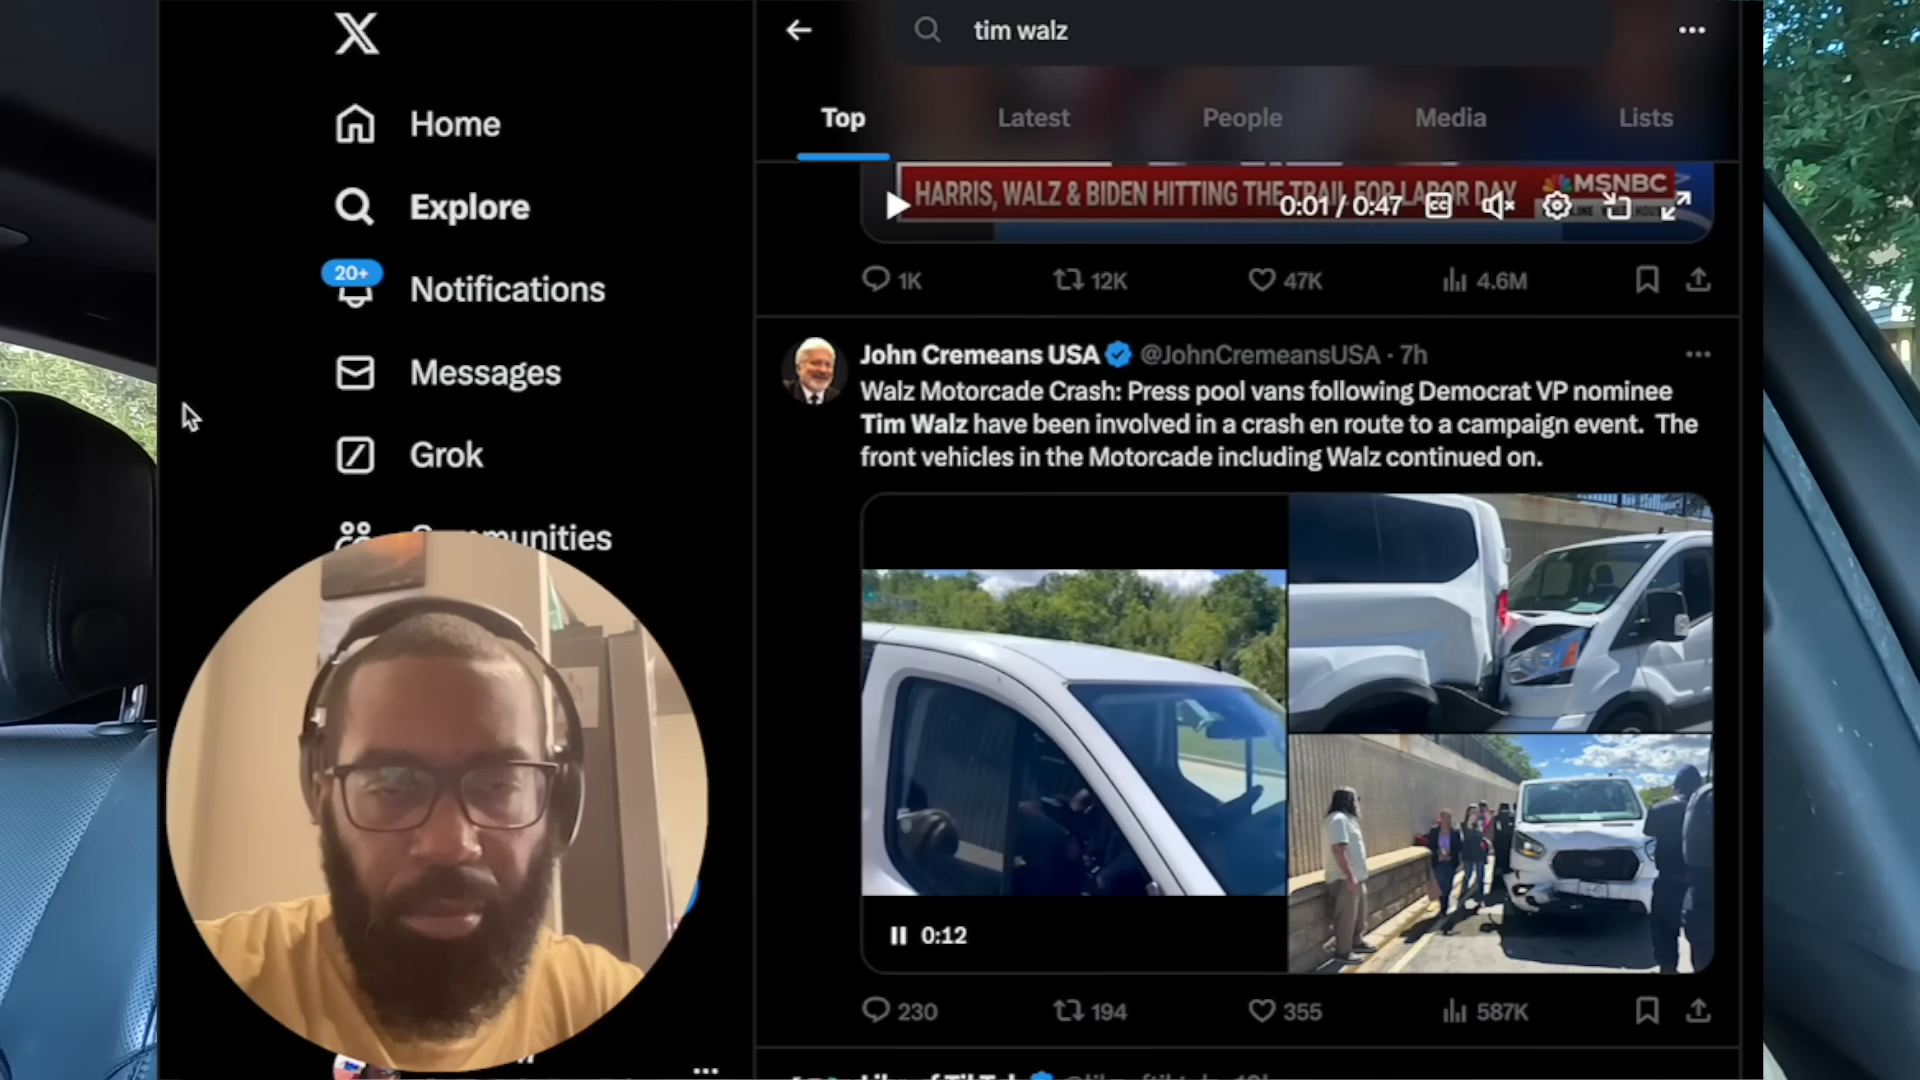 tim walz
Top
Latest
People
Media
Lists
Home
Explore
20+
Notifications
Messages
Grok
HARRIS, WALZ & BIDEN HITTING THE TRAIL FOR LABOR DAY
MSNBC
0:01 / 0:47
1K
12K
47K
4.6M
John Cremeans USA @JohnCremeansUSA · 7h
Walz Motorcade Crash: Press pool vans following Democrat VP nominee
Tim Walz have been involved in a crash en route to a campaign event. The
front vehicles in the Motorcade including Walz continued on.
0:12
230
194
355
587K